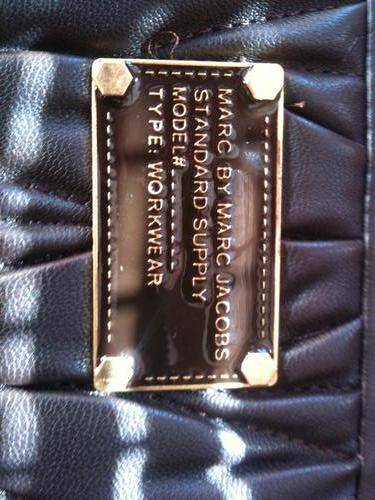 MARC BY MARC JACOBS
STANDARD SUPPLY
MODEL#--------
TYPE: WORKWEAR